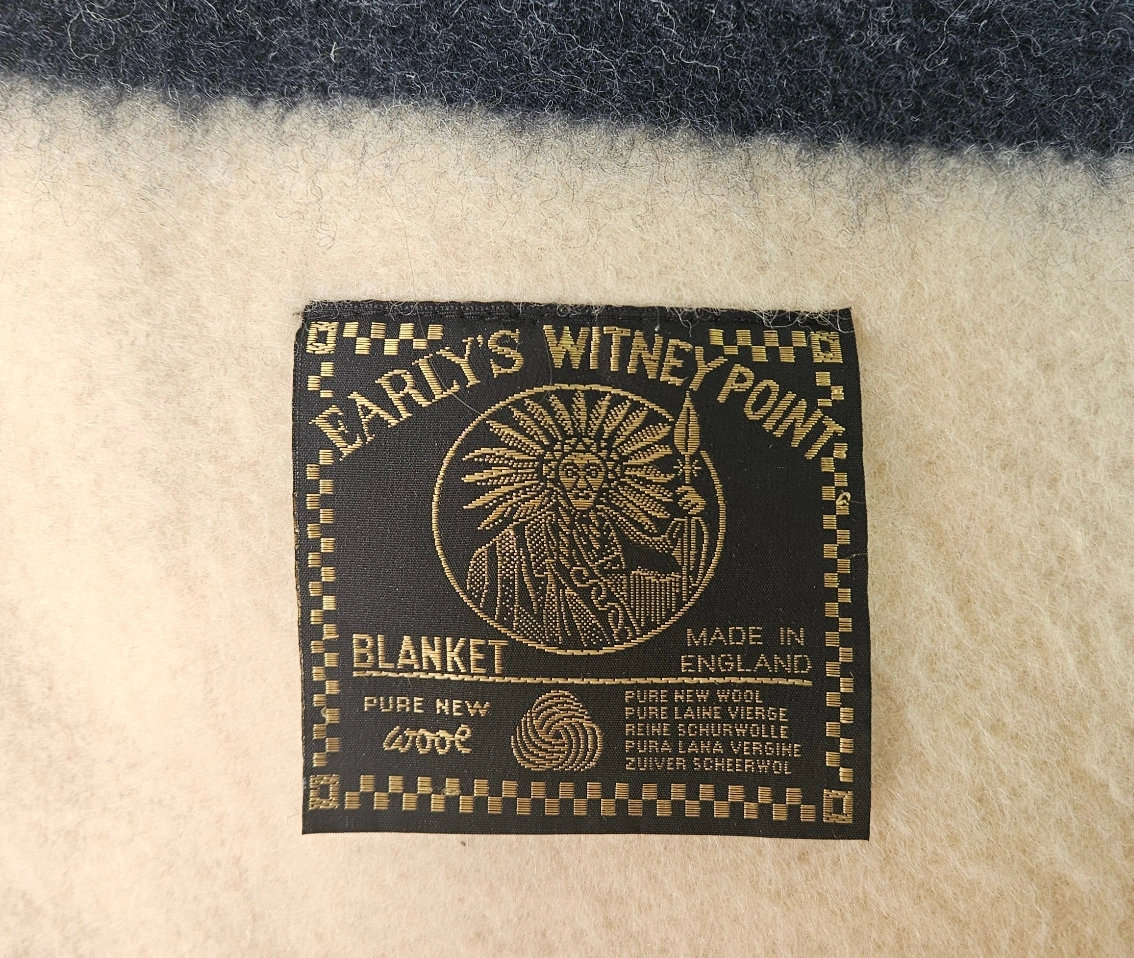 EARLY'S WITNEY POINT
BLANKET
MADE IN
ENGLAND
PURE NEW
wool
PURE NEW WOOL
PURE LAINE VIERGE
REINE SCHURWOLLE
PURA LANA VERGINE
ZUIVER SCHEERWOL